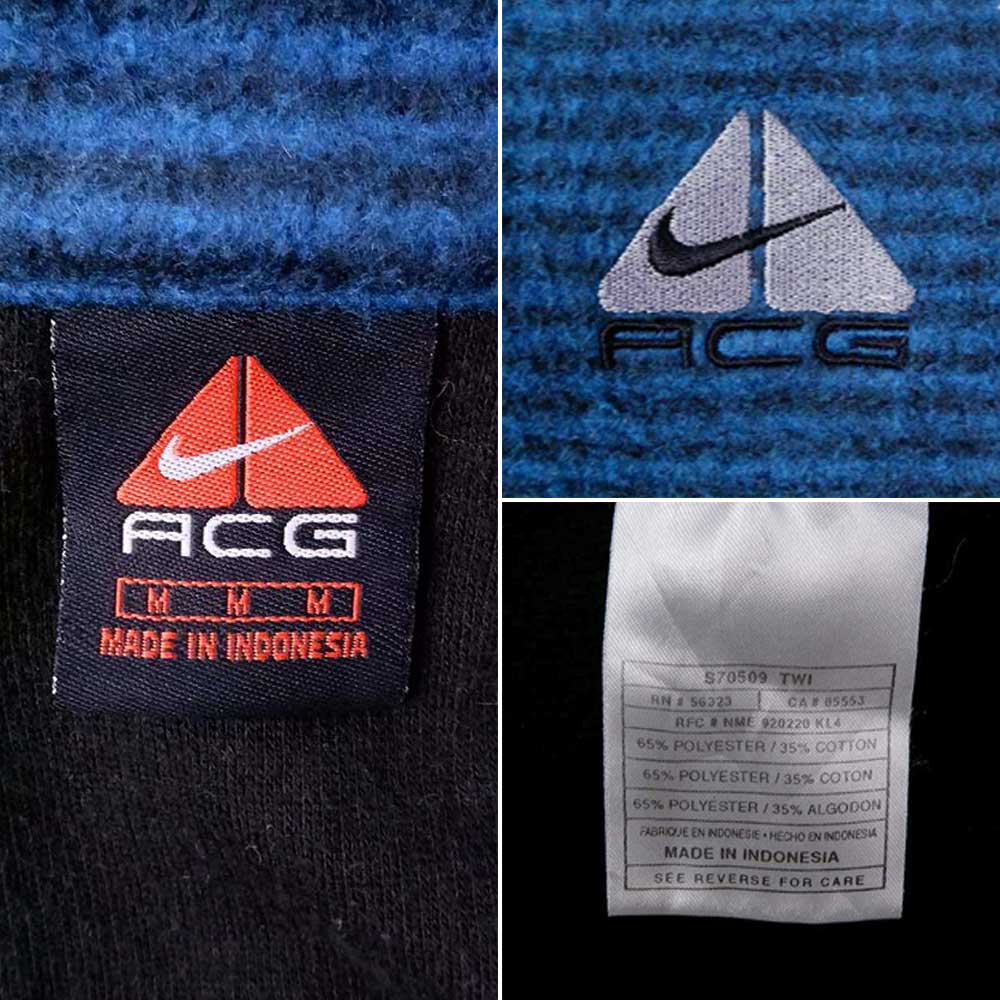 ACG
M M M
MADE IN INDONESIA
ACG
S70509 TWI
RN # 56323 CA # 05553
RFC # NME 920220 KL4
65% POLYESTER / 35% COTTON
65% POLYESTER / 35% COTON
65% POLYESTER / 35% ALGODON
FABRIQUE EN INDONESIE • HECHO EN INDONESIA
MADE IN INDONESIA
SEE REVERSE FOR CARE